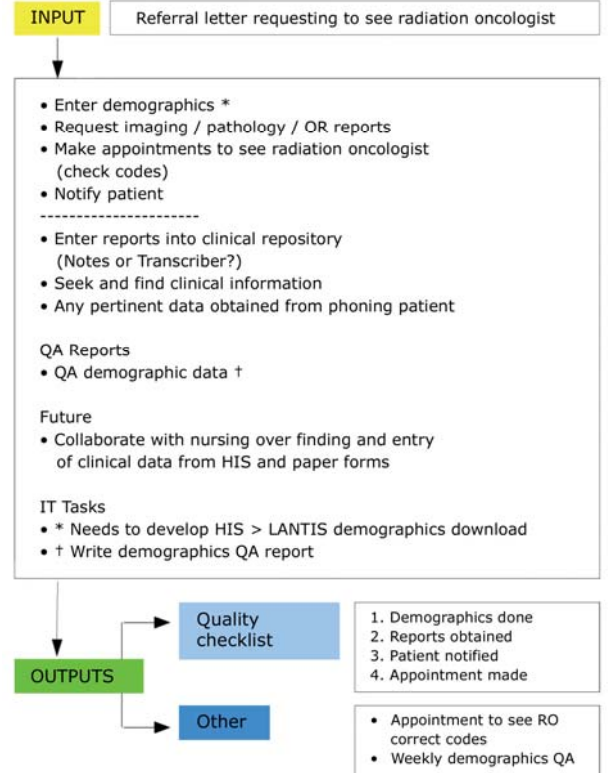 INPUT
Referral letter requesting to see radiation oncologist
• Enter demographics *
• Request imaging / pathology / OR reports
• Make appointments to see radiation oncologist
(check codes)
• Notify patient
----------------------
• Enter reports into clinical repository
(Notes or Transcriber?)
• Seek and find clinical information
• Any pertinent data obtained from phoning patient
QA Reports
• QA demographic data †
Future
• Collaborate with nursing over finding and entry
of clinical data from HIS and paper forms
IT Tasks
• * Needs to develop HIS > LANTIS demographics download
• † Write demographics QA report
Quality
checklist
1. Demographics done
2. Reports obtained
3. Patient notified
4. Appointment made
OUTPUTS
Other
• Appointment to see RO
correct codes
• Weekly demographics QA